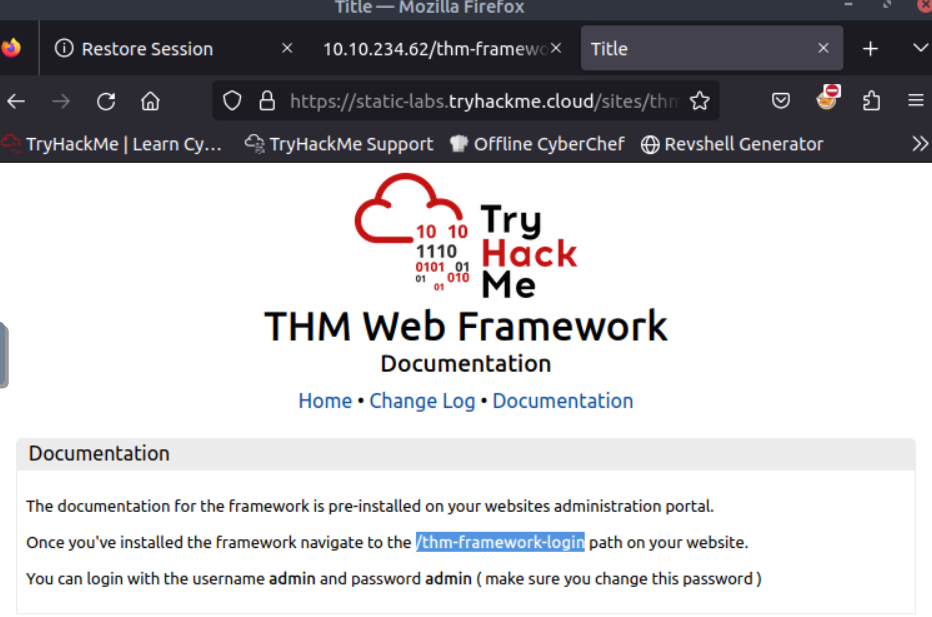 Title — Mozilla Firefox
Restore Session
10.10.234.62/thm-framewo
Title
https://static-labs.tryhackme.cloud/sites/thm
TryHackMe | Learn Cy… TryHackMe Support Offline CyberChef Revshell Generator
10 10
1110
0101 01
01 010
01
Try
Hack
Me
THM Web Framework
Documentation
Home • Change Log • Documentation
Documentation
The documentation for the framework is pre-installed on your websites administration portal.
Once you've installed the framework navigate to the /thm-framework-login path on your website.
You can login with the username admin and password admin ( make sure you change this password )